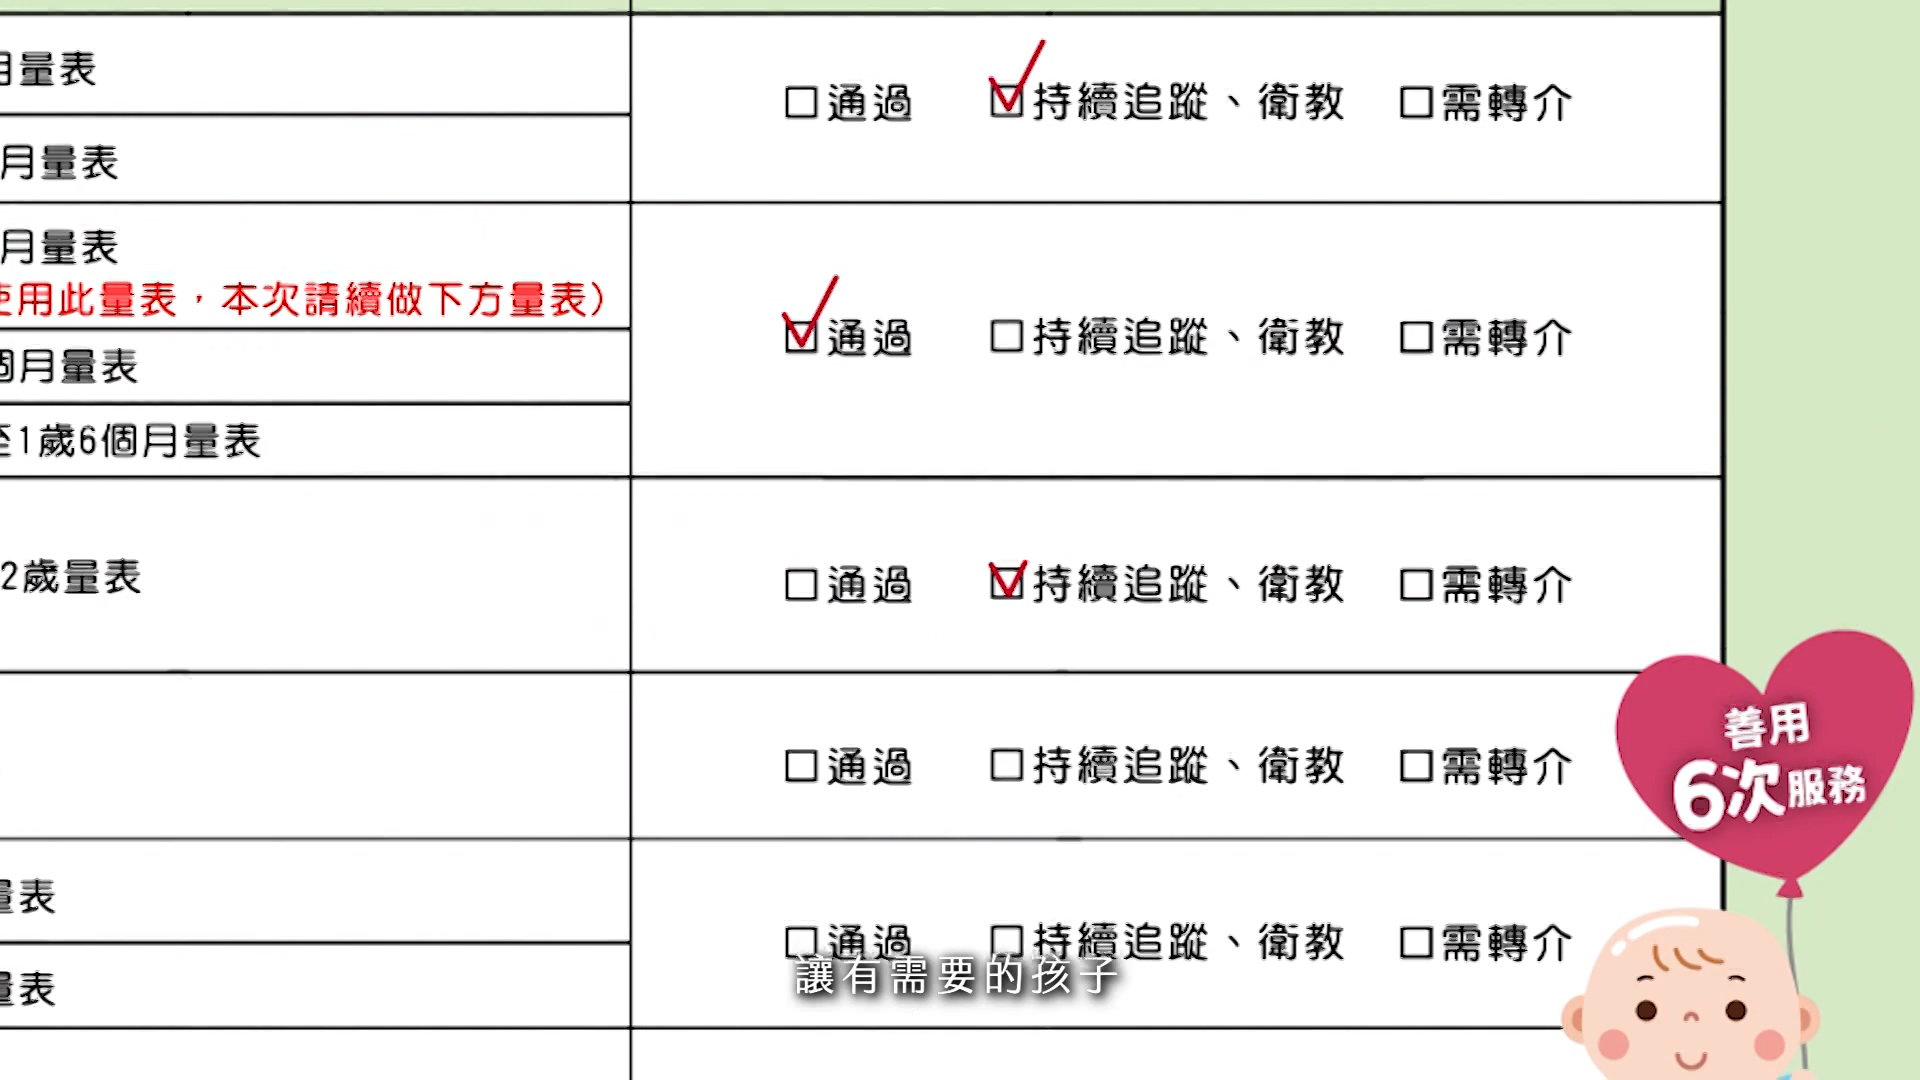 月量表
□通過 ☑持續追蹤、衛教 □需轉介
月量表
月量表
使用此量表，本次請續做下方量表）
☑通過 □持續追蹤、衛教 □需轉介
個月量表
至1歲6個月量表
2歲量表
□通過 ☑持續追蹤、衛教 □需轉介
□通過 □持續追蹤、衛教 □需轉介
善用
6次服務
量表
□通過 □持續追蹤、衛教 □需轉介
量表
讓有需要的孩子